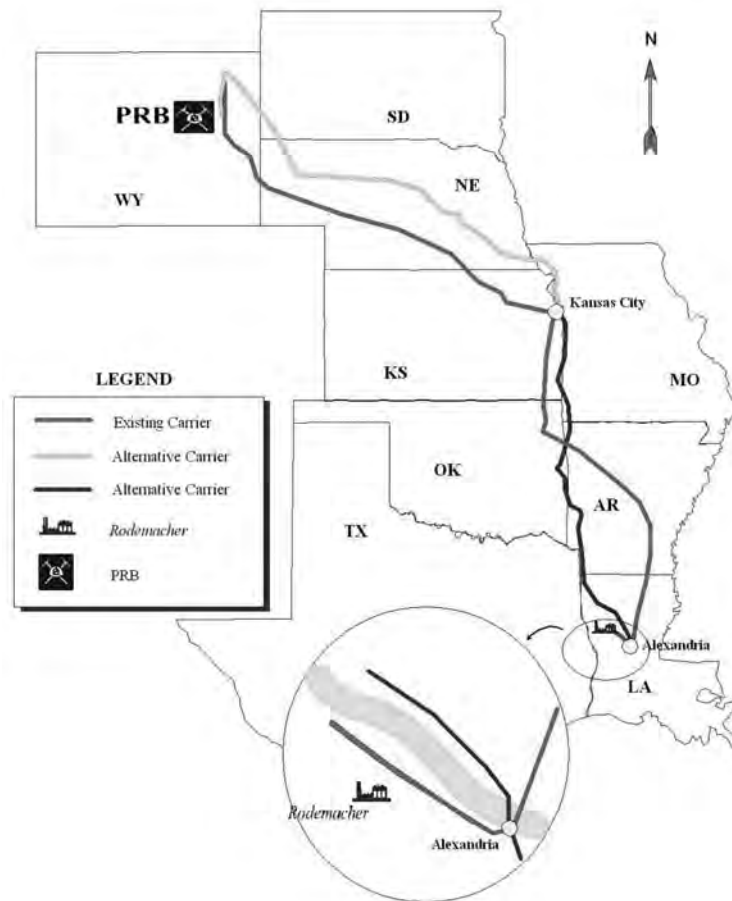 N
PRB
SD
NE
WY
Kansas City
KS
MO
LEGEND
Existing Carrier
Alternative Carrier
Alternative Carrier
Rodemacher
PRB
OK
AR
TX
Alexandria
LA
Rodemacher
Alexandria